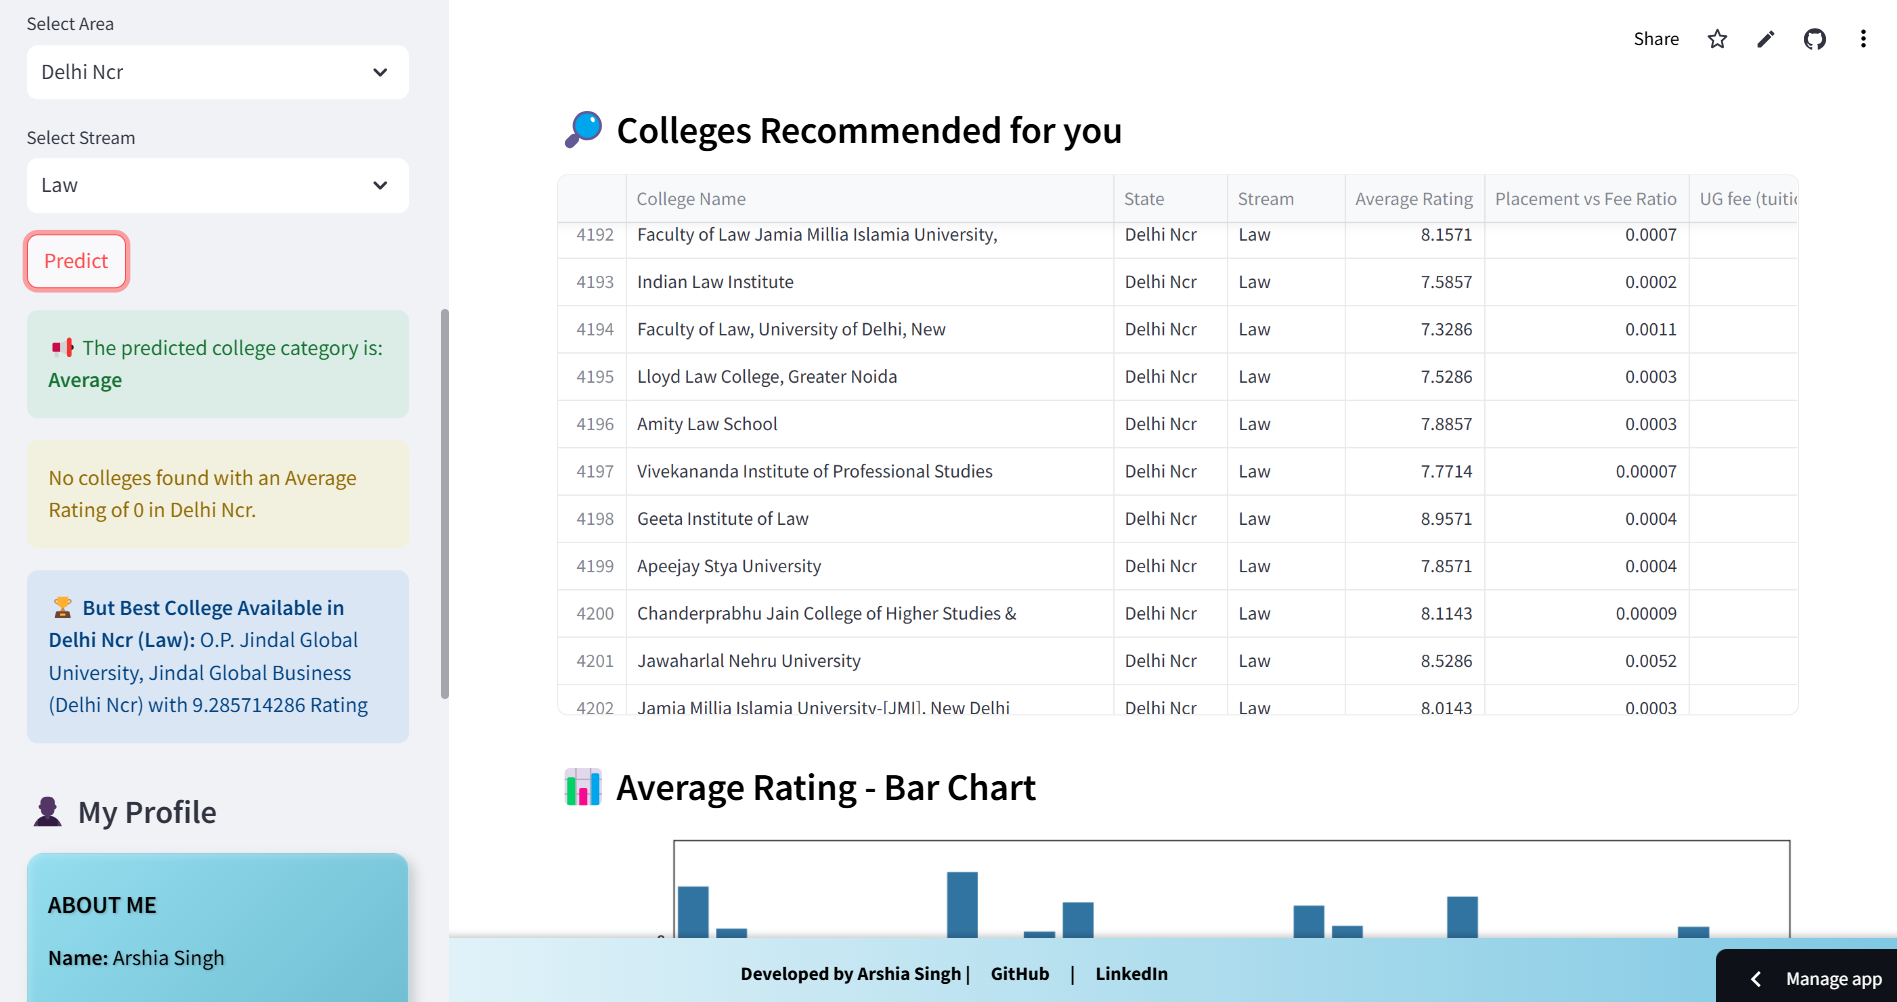 Select Area
Delhi Ncr
Select Stream
Law
Predict
The predicted college category is:
Average
No colleges found with an Average
Rating of 0 in Delhi Ncr.
But Best College Available in
Delhi Ncr (Law): O.P. Jindal Global
University, Jindal Global Business
(Delhi Ncr) with 9.285714286 Rating
My Profile
ABOUT ME
Name: Arshia Singh
Share
Colleges Recommended for you
College Name State Stream Average Rating Placement vs Fee Ratio UG fee (tuitic
4192 Faculty of Law Jamia Millia Islamia University, Delhi Ncr Law 8.1571 0.0007
4193 Indian Law Institute Delhi Ncr Law 7.5857 0.0002
4194 Faculty of Law, University of Delhi, New Delhi Ncr Law 7.3286 0.0011
4195 Lloyd Law College, Greater Noida Delhi Ncr Law 7.5286 0.0003
4196 Amity Law School Delhi Ncr Law 7.8857 0.0003
4197 Vivekananda Institute of Professional Studies Delhi Ncr Law 7.7714 0.00007
4198 Geeta Institute of Law Delhi Ncr Law 8.9571 0.0004
4199 Apeejay Stya University Delhi Ncr Law 7.8571 0.0004
4200 Chanderprabhu Jain College of Higher Studies & Delhi Ncr Law 8.1143 0.00009
4201 Jawaharlal Nehru University Delhi Ncr Law 8.5286 0.0052
4202 Jamia Millia Islamia University-[JMI], New Delhi Delhi Ncr Law 8.0143 0.0003
Average Rating - Bar Chart
Developed by Arshia Singh | GitHub | LinkedIn
Manage app